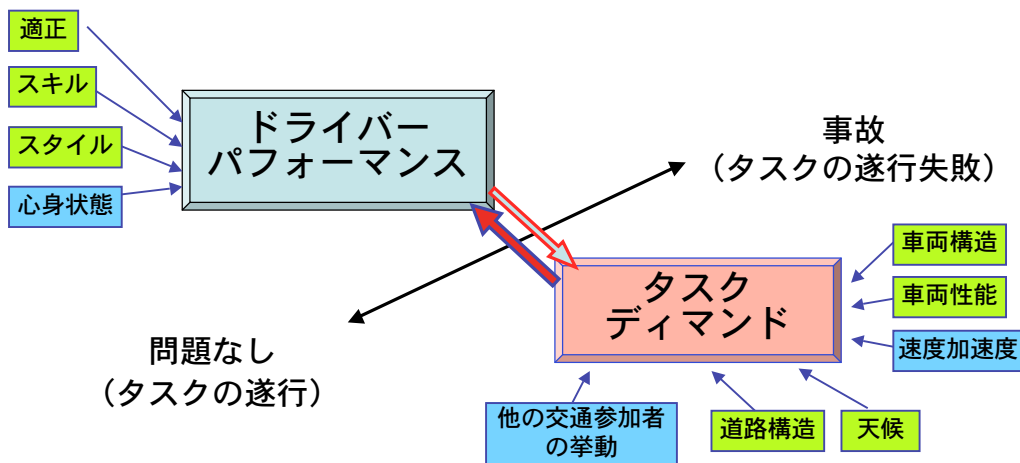 適正
スキル
スタイル
心身状態
ドライバー
パフォーマンス
事故
（タスクの遂行失敗）
問題なし
（タスクの遂行）
タスク
ディマンド
車両構造
車両性能
速度加速度
他の交通参加者
の挙動
道路構造
天候